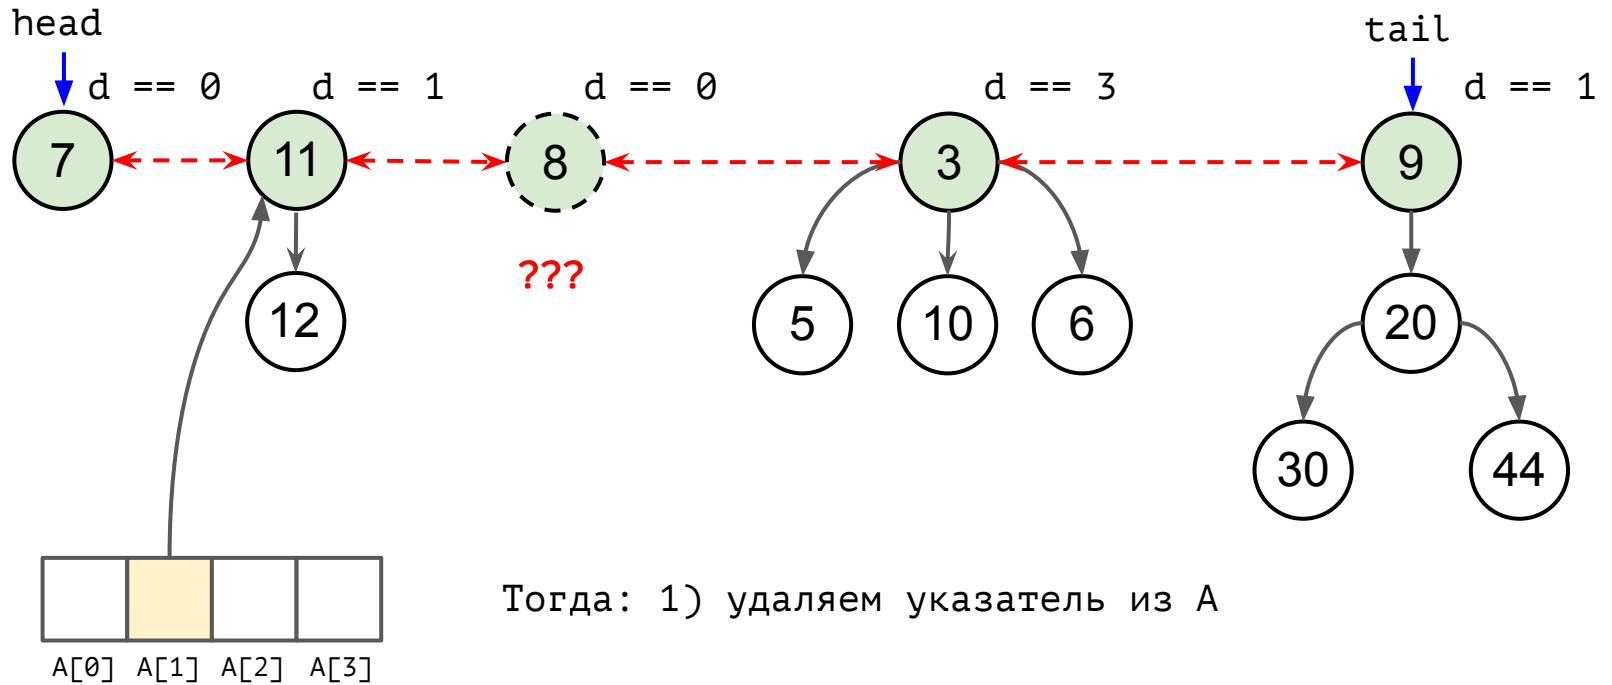 head
tail
d == 0
d == 1
d == 0
d == 3
d == 1
7
11
8
3
9
???
12
5
10
6
20
30
44
Тогда: 1) удаляем указатель из A
A[0] A[1] A[2] A[3]